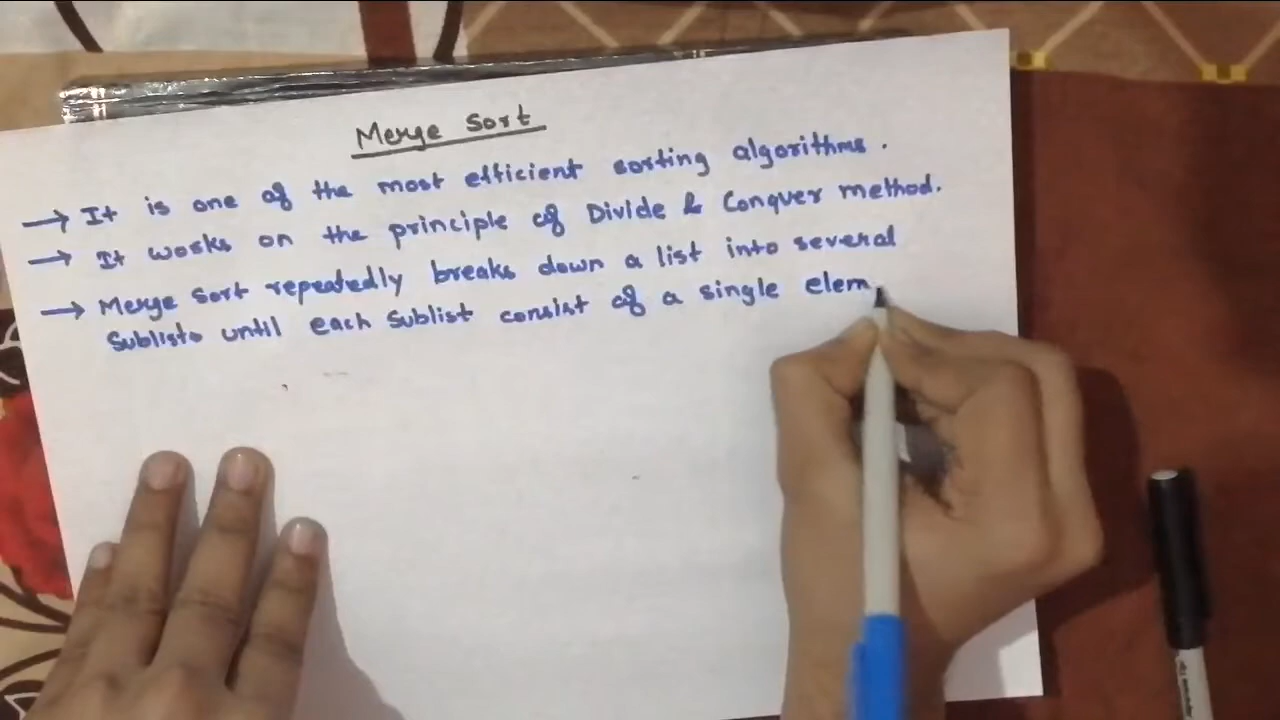 Merge Sort
→ It is one of the most efficient sorting algorithms.
→ It works on the principle of Divide & Conquer method.
→ Merge Sort repeatedly breaks down a list into several
Sublists until each Sublist consist of a single elem